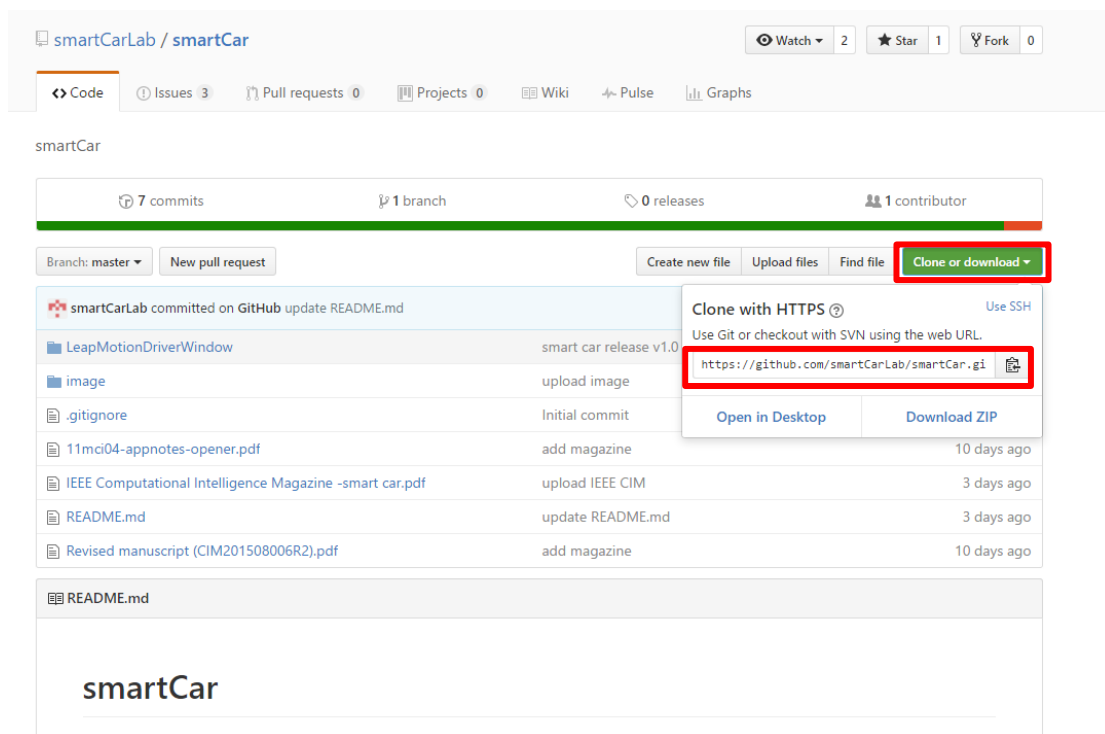 smartCarLab / smartCar
Watch 2 Star 1 Fork 0
Code Issues 3 Pull requests 0 Projects 0 Wiki Pulse Graphs
smartCar
7 commits 1 branch 0 releases 1 contributor
Branch: master New pull request Create new file Upload files Find file Clone or download
smartCarLab committed on GitHub update README.md
Clone with HTTPS ? Use SSH
Use Git or checkout with SVN using the web URL.
https://github.com/smartCarLab/smartCar.gi
Open in Desktop Download ZIP
LeapMotionDriverWindow smart car release v1.0
image upload image
.gitignore Initial commit
11mci04-appnotes-opener.pdf add magazine 10 days ago
IEEE Computational Intelligence Magazine -smart car.pdf upload IEEE CIM 3 days ago
README.md update README.md 3 days ago
Revised manuscript (CIM201508006R2).pdf add magazine 10 days ago
README.md
smartCar